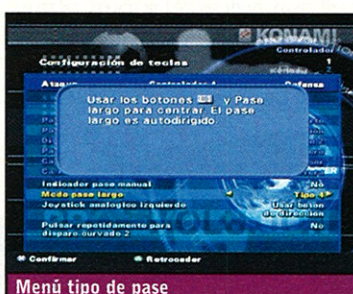 KONAMI
Controlador
Configuración de teclas
1
Ataque Controlador 1 Defensa
Usar los botones y Pase
largo para centrar. El pase
largo es autodirigido.
Indicador pase manual No
Modo pase largo Tipo 4
Joystick analogico izquierdo Usar botón
de dirección
Pulsar repetidamente para No
disparo curvado 2
Confirmar Retroceder
Menú tipo de pase